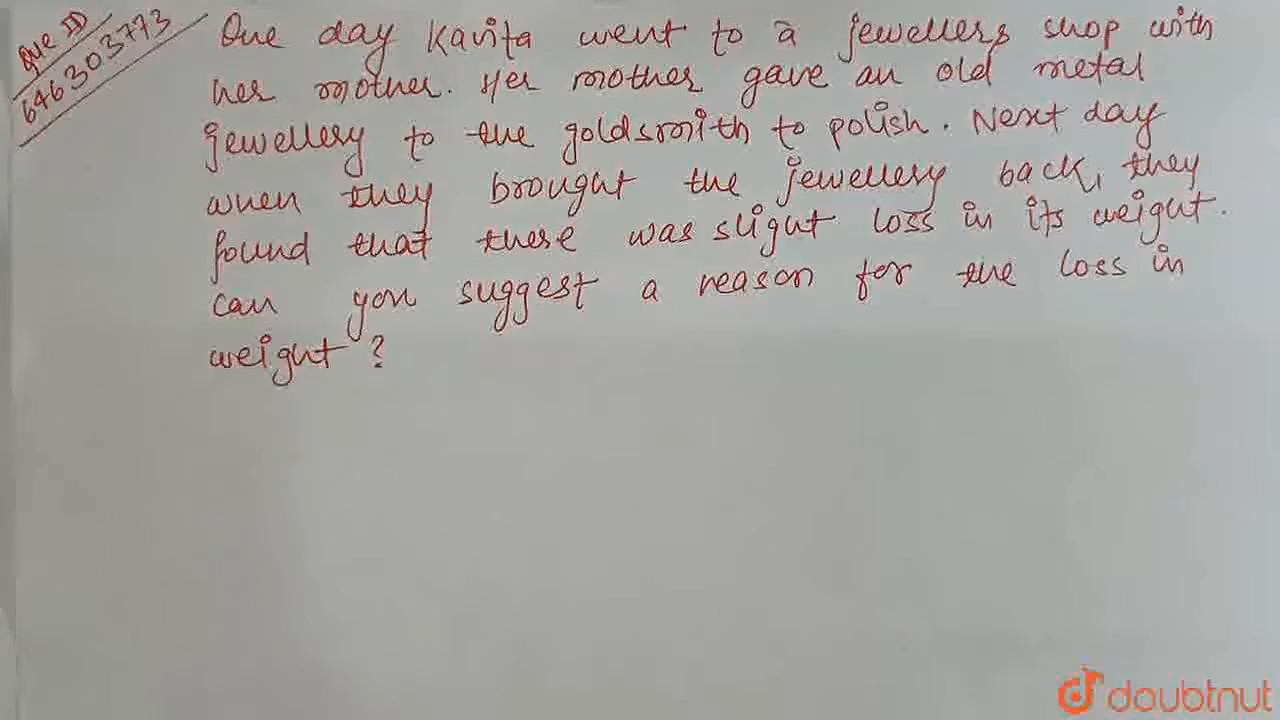 Que ID
646303773
One day Kavita went to a jewellers shop with
her mother. Her mother gave an old metal
jewellery to the goldsmith to polish. Next day
when they brought the jewellery back, they
found that there was slight loss in its weight.
can you suggest a reason for the loss in
weight ?
doubtnut